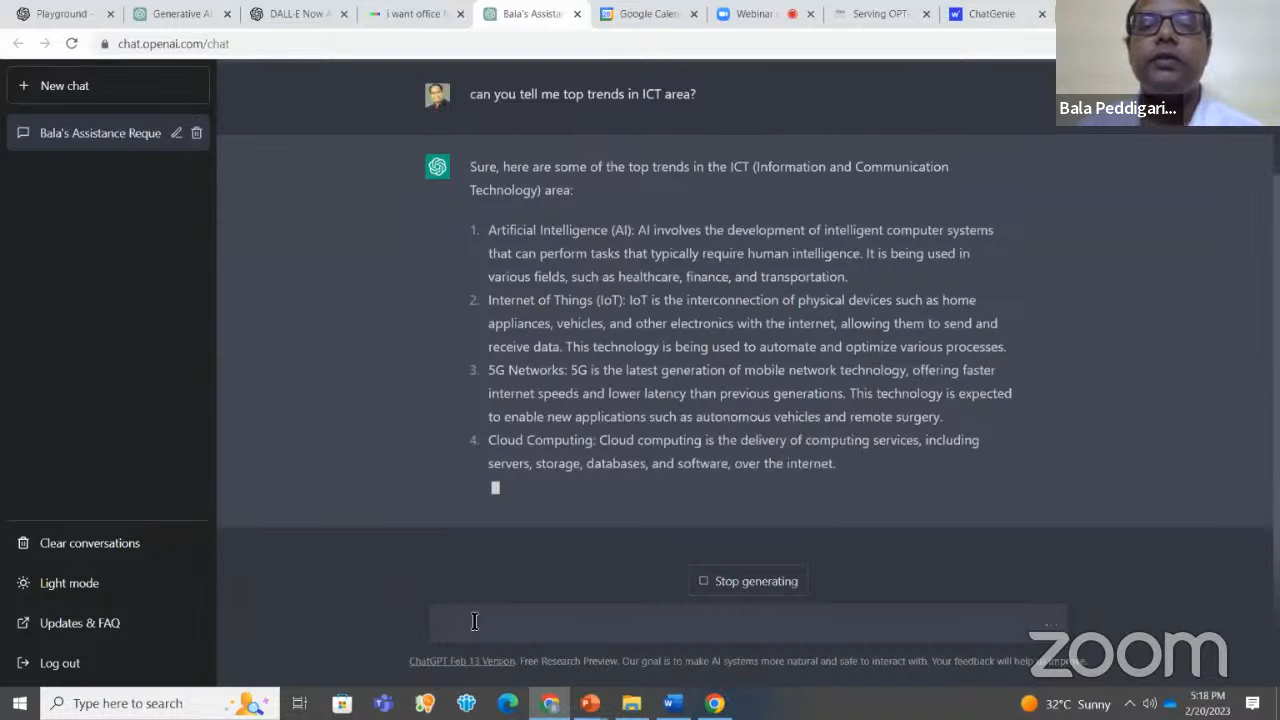 Playground -
Generative AI
DALL·E Now A
i want office f
Bala's Assistan
Google Calen
Webinar
Serving OPT-
ChatGenie
chat.openai.com/chat
New chat
Bala's Assistance Reque
can you tell me top trends in ICT area?
Sure, here are some of the top trends in the ICT (Information and Communication
Technology) area:
1. Artificial Intelligence (AI): AI involves the development of intelligent computer systems
that can perform tasks that typically require human intelligence. It is being used in
various fields, such as healthcare, finance, and transportation.
2. Internet of Things (IoT): IoT is the interconnection of physical devices such as home
appliances, vehicles, and other electronics with the internet, allowing them to send and
receive data. This technology is being used to automate and optimize various processes.
3. 5G Networks: 5G is the latest generation of mobile network technology, offering faster
internet speeds and lower latency than previous generations. This technology is expected
to enable new applications such as autonomous vehicles and remote surgery.
4. Cloud Computing: Cloud computing is the delivery of computing services, including
servers, storage, databases, and software, over the internet.
Bala Peddigari...
Clear conversations
Light mode
Updates & FAQ
Log out
Stop generating
ChatGPT Feb 13 Version. Free Research Preview. Our goal is to make AI systems more natural and safe to interact with. Your feedback will help us improve.
zoom
Type here to search
32°C Sunny
5:18 PM
2/20/2023